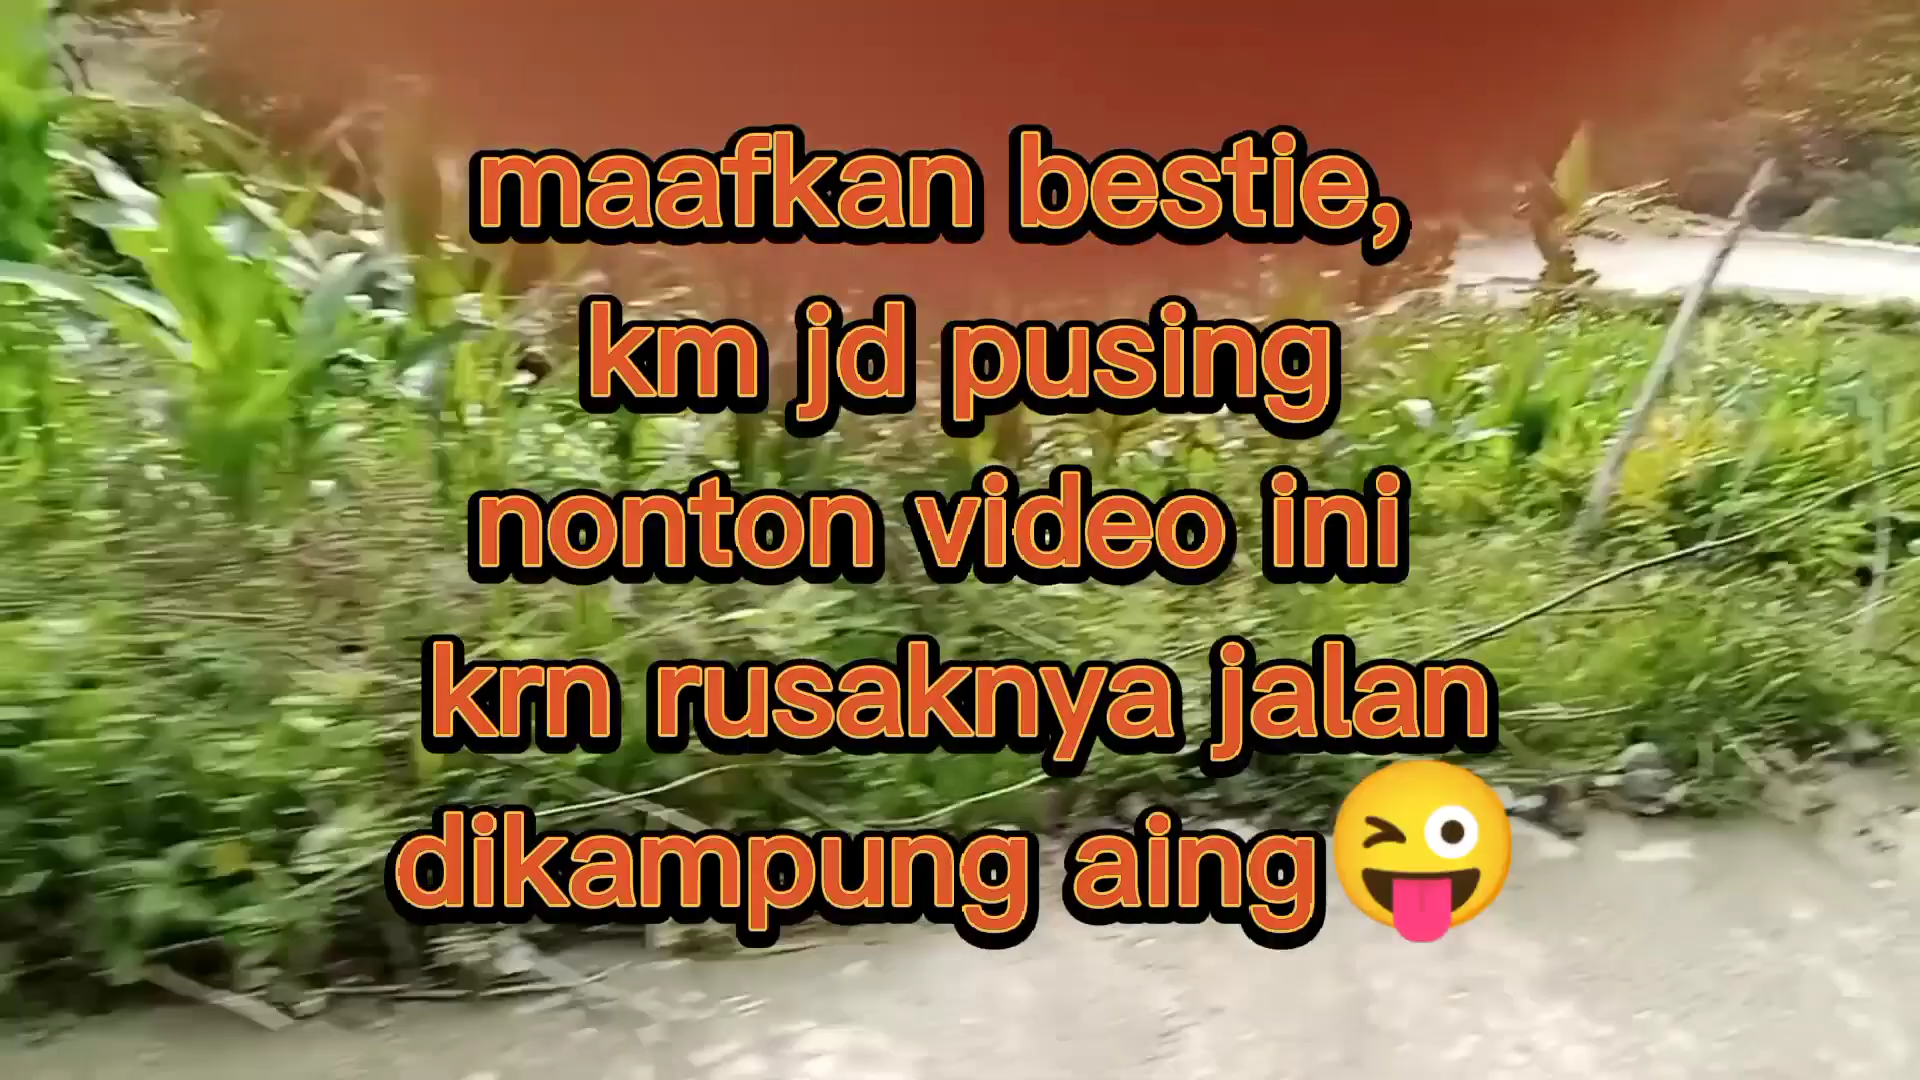 maafkan bestie,
km jd pusing
nonton video ini
krn rusaknya jalan
dikampung aing😜